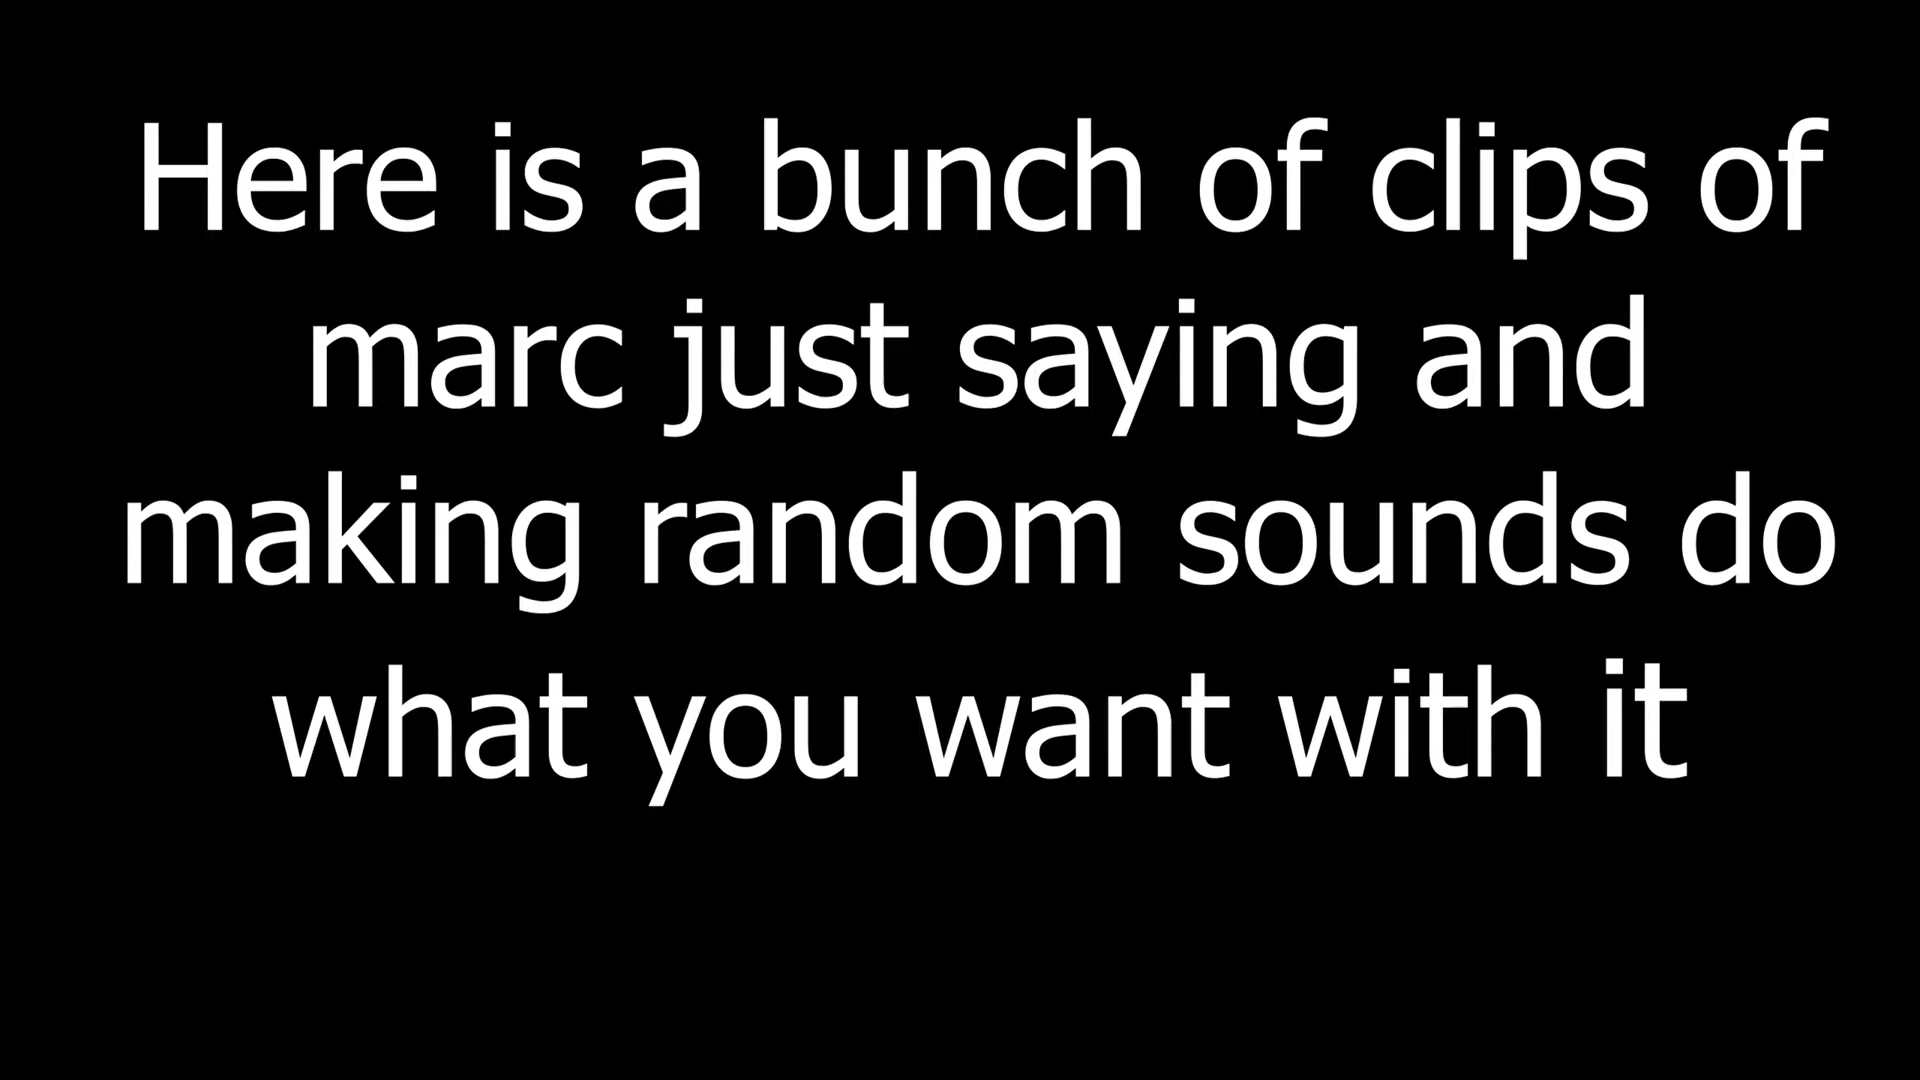 Here is a bunch of clips of
marc just saying and
making random sounds do
what you want with it